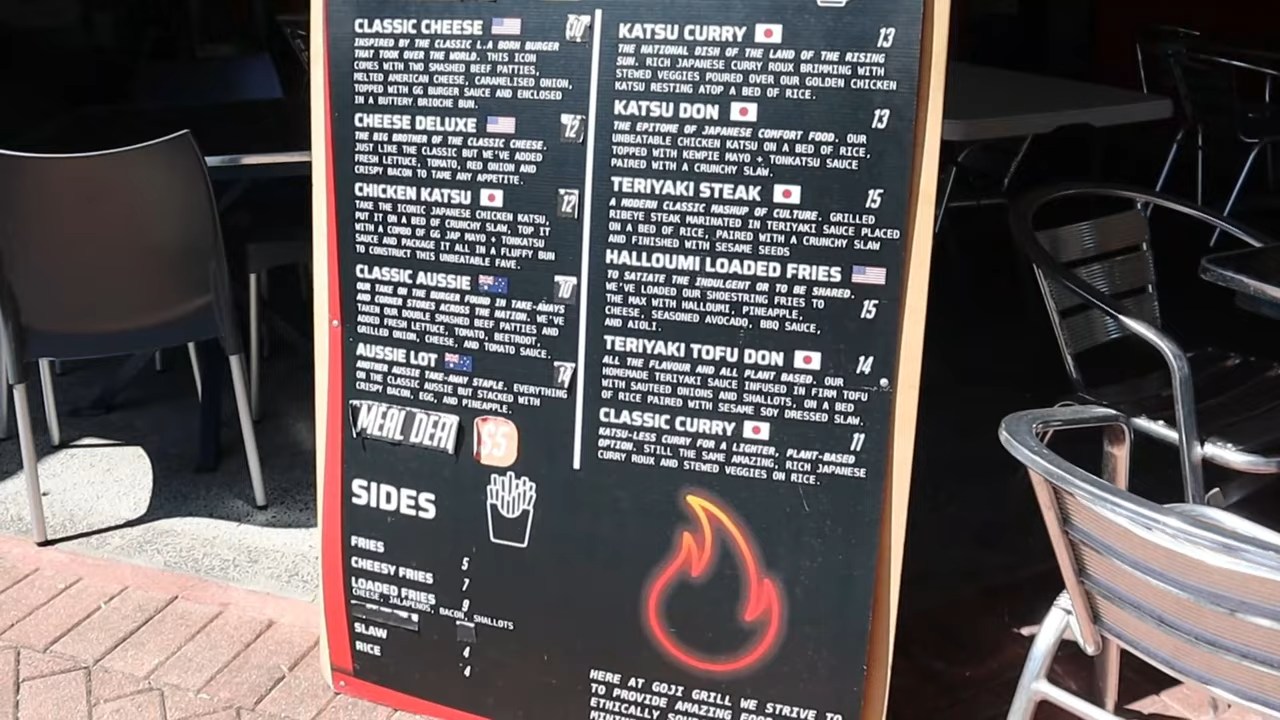 CLASSIC CHEESE 10
INSPIRED BY THE CLASSIC L.A BORN BURGER
THAT TOOK OVER THE WORLD. THIS ICON
COMES WITH TWO SMASHED BEEF PATTIES,
MELTED AMERICAN CHEESE, CARAMELISED ONION,
TOPPED WITH GG BURGER SAUCE AND ENCLOSED
IN A BUTTERY BRIOCHE BUN.
CHEESE DELUXE 12
THE BIG BROTHER OF THE CLASSIC CHEESE.
JUST LIKE THE CLASSIC BUT WE'VE ADDED
FRESH LETTUCE, TOMATO, RED ONION AND
CRISPY BACON TO TAME ANY APPETITE.
CHICKEN KATSU 12
TAKE THE ICONIC JAPANESE CHICKEN KATSU,
PUT IT ON A BED OF CRUNCHY SLAW, TOP IT
WITH A COMBO OF GG JAP MAYO + TONKATSU
SAUCE AND PACKAGE IT ALL IN A FLUFFY BUN
TO CONSTRUCT THIS UNBEATABLE FAVE.
CLASSIC AUSSIE 10
OUR TAKE ON THE BURGER FOUND IN TAKE-AWAYS
AND CORNER STORES ACROSS THE NATION. WE'VE
TAKEN OUR DOUBLE SMASHED BEEF PATTIES AND
ADDED FRESH LETTUCE, TOMATO, BEETROOT,
GRILLED ONION, CHEESE, AND TOMATO SAUCE.
AUSSIE LOT 14
ANOTHER AUSSIE TAKE-AWAY STAPLE. EVERYTHING
ON THE CLASSIC AUSSIE BUT STACKED WITH
CRISPY BACON, EGG, AND PINEAPPLE.
MEAL DEAL $5
SIDES
FRIES 5
CHEESY FRIES 7
LOADED FRIES 9
CHEESE, JALAPENOS, BACON, SHALLOTS
SLAW 4
RICE 4
KATSU CURRY 13
THE NATIONAL DISH OF THE LAND OF THE RISING
SUN. RICH JAPANESE CURRY ROUX BRIMMING WITH
STEWED VEGGIES POURED OVER OUR GOLDEN CHICKEN
KATSU RESTING ATOP A BED OF RICE.
KATSU DON 13
THE EPITOME OF JAPANESE COMFORT FOOD. OUR
UNBEATABLE CHICKEN KATSU ON A BED OF RICE,
TOPPED WITH KEWPIE MAYO + TONKATSU SAUCE
PAIRED WITH A CRUNCHY SLAW.
TERIYAKI STEAK 15
A MODERN CLASSIC MASHUP OF CULTURE. GRILLED
RIBEYE STEAK MARINATED IN TERIYAKI SAUCE PLACED
ON A BED OF RICE, PAIRED WITH A CRUNCHY SLAW
AND FINISHED WITH SESAME SEEDS
HALLOUMI LOADED FRIES
TO SATIATE THE INDULGENT OR TO BE SHARED.
WE'VE LOADED OUR SHOESTRING FRIES TO 15
THE MAX WITH HALLOUMI, PINEAPPLE,
CHEESE, SEASONED AVOCADO, BBQ SAUCE,
AND AIOLI.
TERIYAKI TOFU DON 14
ALL THE FLAVOUR AND ALL PLANT BASED. OUR
HOMEMADE TERIYAKI SAUCE INFUSED IN FIRM TOFU
WITH SAUTEED ONIONS AND SHALLOTS, ON A BED
OF RICE PAIRED WITH SESAME SOY DRESSED SLAW.
CLASSIC CURRY 11
KATSU-LESS CURRY FOR A LIGHTER, PLANT-BASED
OPTION. STILL THE SAME AMAZING, RICH JAPANESE
CURRY ROUX AND STEWED VEGGIES ON RICE.
HERE AT GOJI GRILL WE STRIVE TO
TO PROVIDE AMAZING FOOD
ETHICALLY